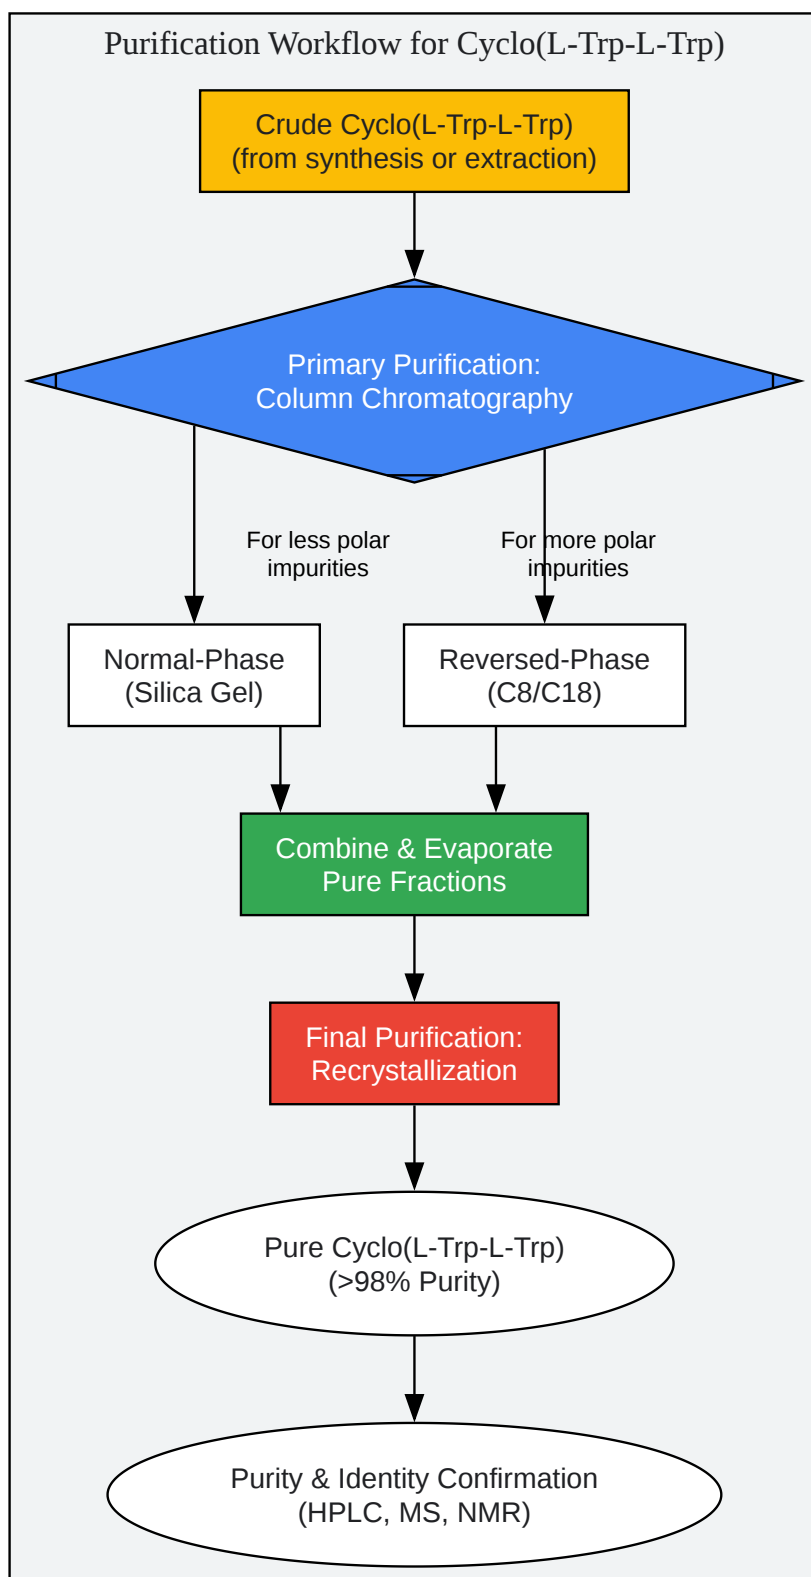 Purification Workflow for Cyclo(L-Trp-L-Trp)
Crude Cyclo(L-Trp-L-Trp)
(from synthesis or extraction)
Primary Purification:
Column Chromatography
For less polar
impurities
For more polar
impurities
Normal-Phase
(Silica Gel)
Reversed-Phase
(C8/C18)
Combine & Evaporate
Pure Fractions
Final Purification:
Recrystallization
Pure Cyclo(L-Trp-L-Trp)
(>98% Purity)
Purity & Identity Confirmation
(HPLC, MS, NMR)